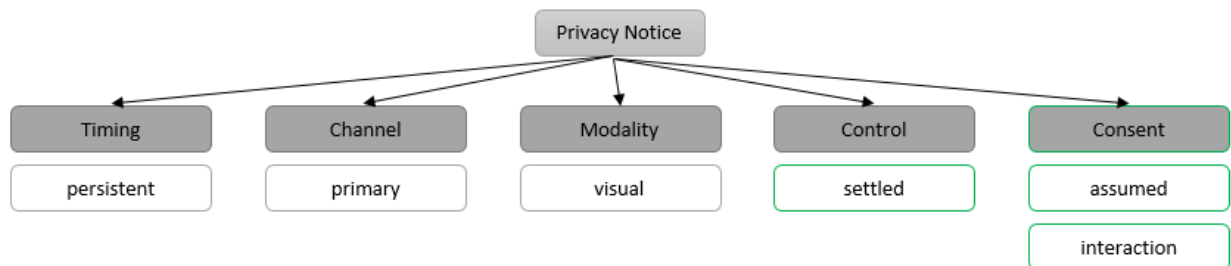 Privacy Notice
Timing
Channel
Modality
Control
Consent
persistent
primary
visual
settled
assumed
interaction